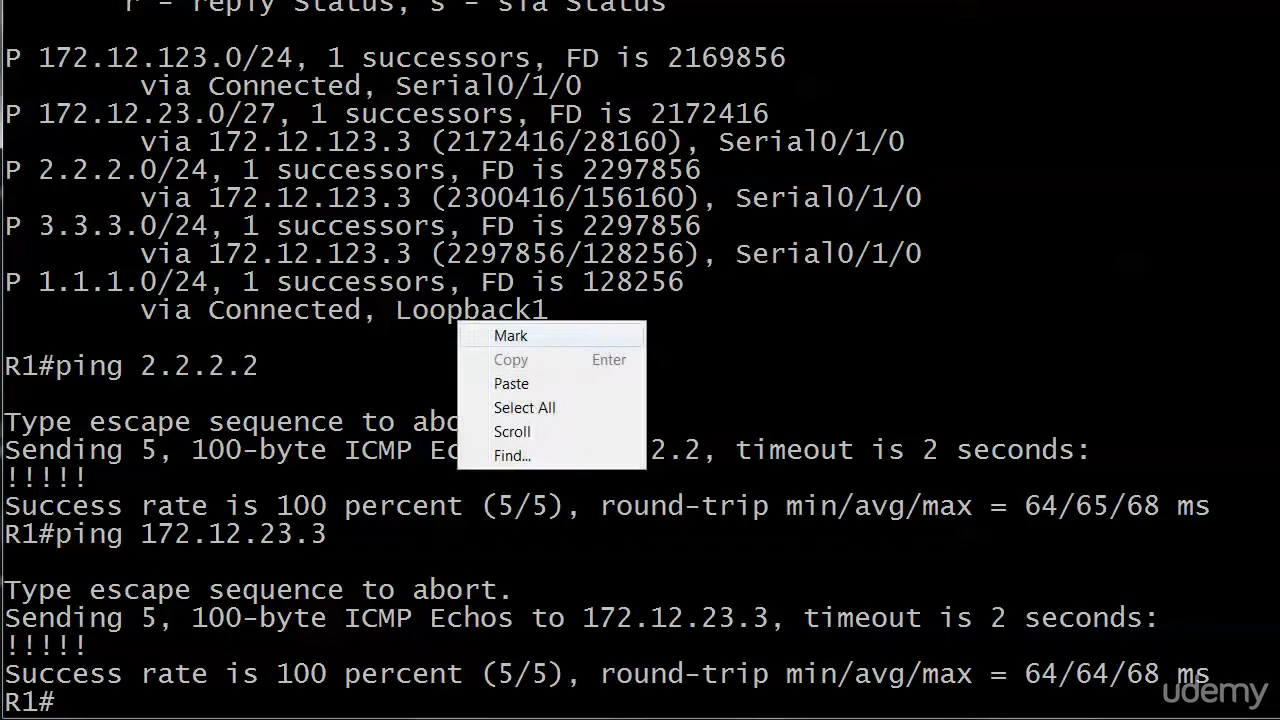 r - reply Status, s - sia Status
P 172.12.123.0/24, 1 successors, FD is 2169856
via Connected, Serial0/1/0
P 172.12.23.0/27, 1 successors, FD is 2172416
via 172.12.123.3 (2172416/28160), Serial0/1/0
P 2.2.2.0/24, 1 successors, FD is 2297856
via 172.12.123.3 (2300416/156160), Serial0/1/0
P 3.3.3.0/24, 1 successors, FD is 2297856
via 172.12.123.3 (2297856/128256), Serial0/1/0
P 1.1.1.0/24, 1 successors, FD is 128256
via Connected, Loopback1
Mark
Copy Enter
Paste
Select All
Scroll
Find...
R1#ping 2.2.2.2
Type escape sequence to abo
Sending 5, 100-byte ICMP Ec 2.2, timeout is 2 seconds:
!!!!!
Success rate is 100 percent (5/5), round-trip min/avg/max = 64/65/68 ms
R1#ping 172.12.23.3
Type escape sequence to abort.
Sending 5, 100-byte ICMP Echos to 172.12.23.3, timeout is 2 seconds:
!!!!!
Success rate is 100 percent (5/5), round-trip min/avg/max = 64/64/68 ms
R1#
udemy